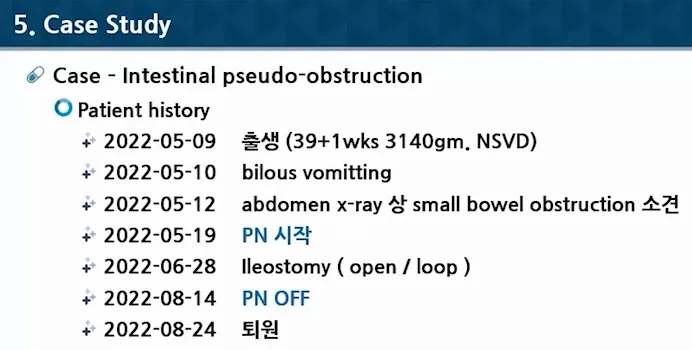 5. Case Study
Case - Intestinal pseudo-obstruction
Patient history
2022-05-09 출생 (39+1wks 3140gm, NSVD)
2022-05-10 bilous vomitting
2022-05-12 abdomen x-ray 상 small bowel obstruction 소견
2022-05-19 PN 시작
2022-06-28 Ileostomy ( open / loop )
2022-08-14 PN OFF
2022-08-24 퇴원